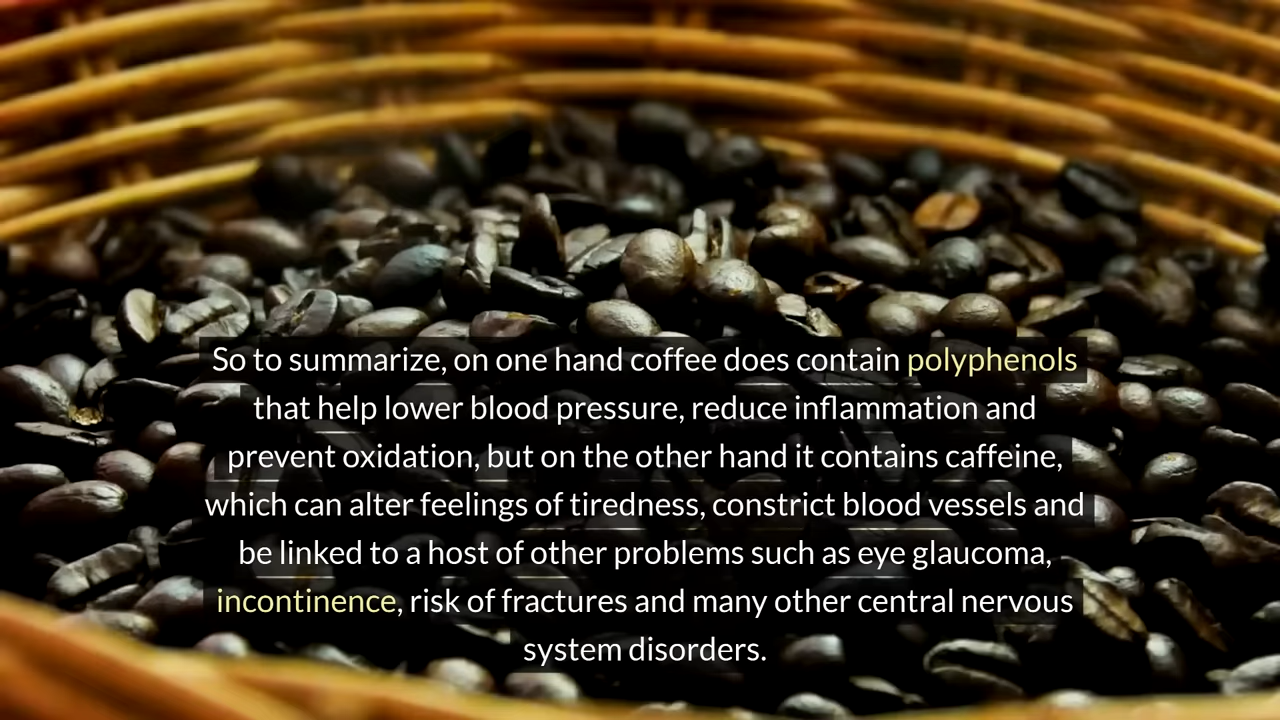 So to summarize, on one hand coffee does contain polyphenols
that help lower blood pressure, reduce inflammation and
prevent oxidation, but on the other hand it contains caffeine,
which can alter feelings of tiredness, constrict blood vessels and
be linked to a host of other problems such as eye glaucoma,
incontinence, risk of fractures and many other central nervous
system disorders.